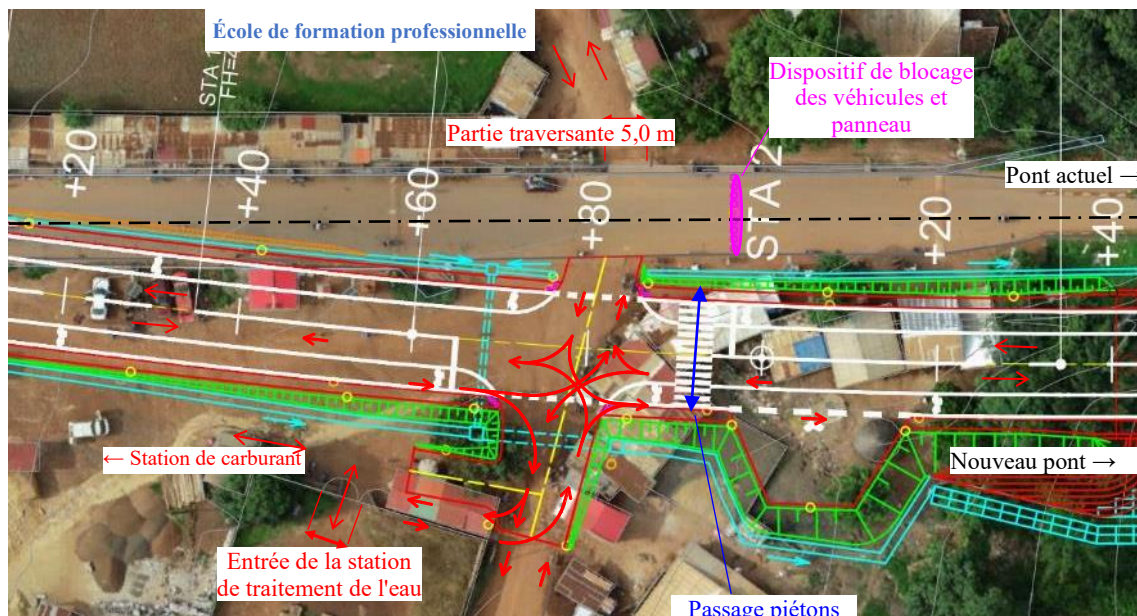 École de formation professionnelle
Dispositif de blocage
des véhicules et
panneau
Partie traversante 5,0 m
Pont actuel →
+20
+40
+60
+80
STA 2
+20
+40
← Station de carburant
Nouveau pont →
Entrée de la station
de traitement de l'eau
Passage piétons